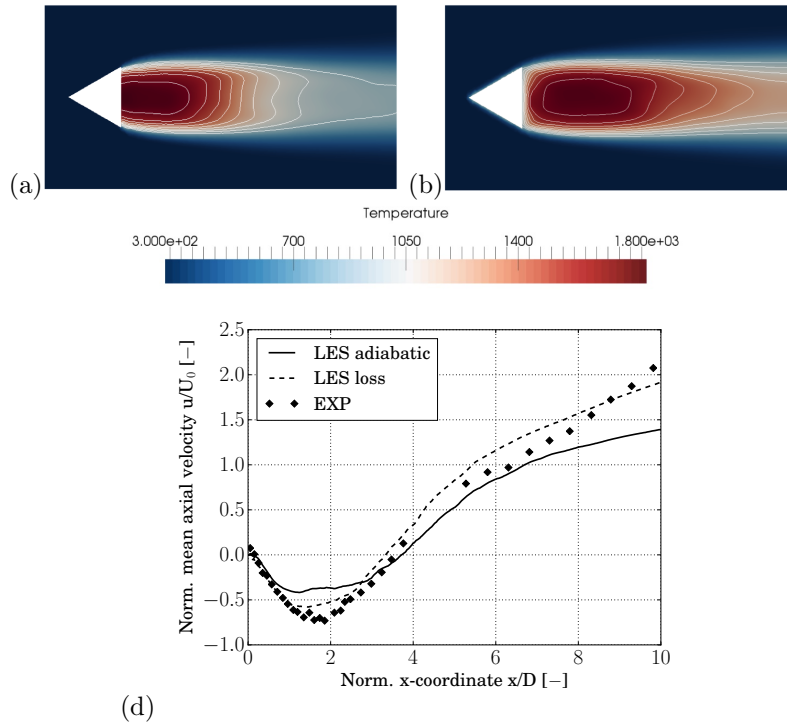 (a)
(b)
Temperature
3.000e+02 700 1050 1400 1.800e+03
2.5
2.0
1.5
1.0
0.5
0.0
−0.5
−1.0
Norm. mean axial velocity u/U₀ [−]
LES adiabatic
LES loss
EXP
0 2 4 6 8 10
Norm. x-coordinate x/D [−]
(d)